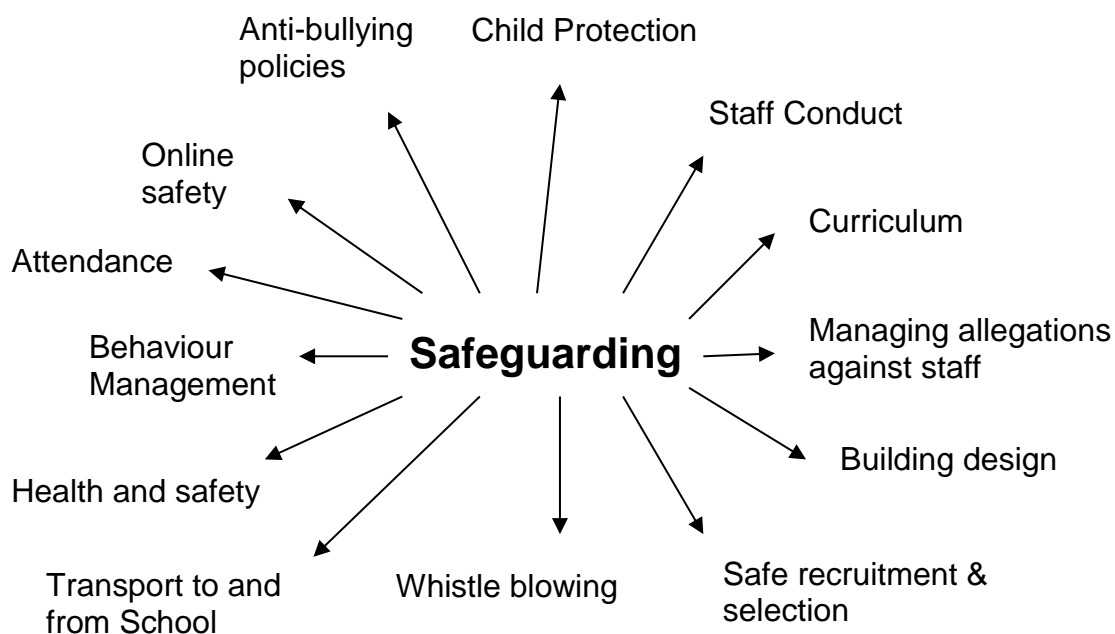 Anti-bullying
policies
Child Protection
Staff Conduct
Online
safety
Curriculum
Attendance
Managing allegations
against staff
Behaviour
Management
Safeguarding
Building design
Health and safety
Transport to and
from School
Whistle blowing
Safe recruitment &
selection